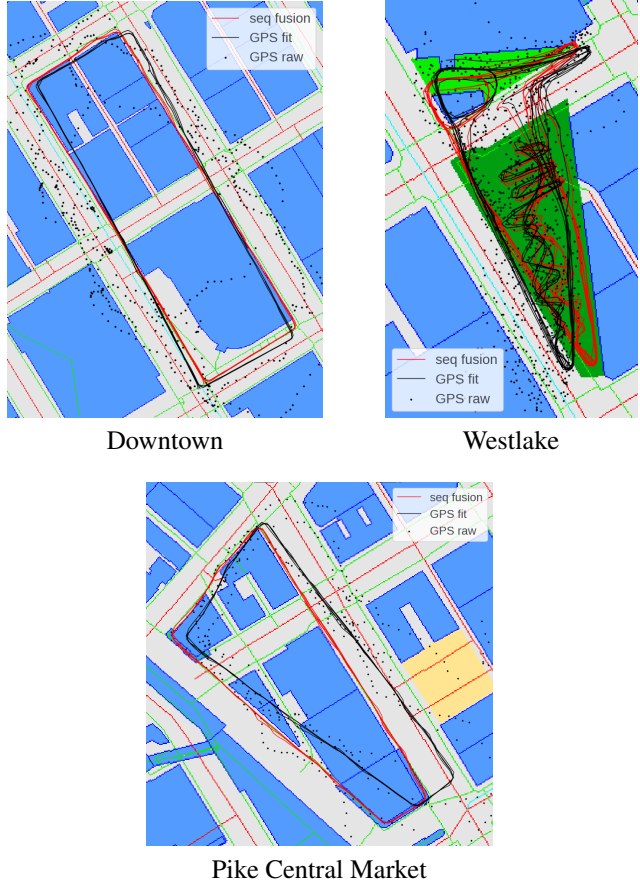 seq fusion
GPS fit
GPS raw
seq fusion
GPS fit
GPS raw
Downtown
Westlake
seq fusion
GPS fit
GPS raw
Pike Central Market